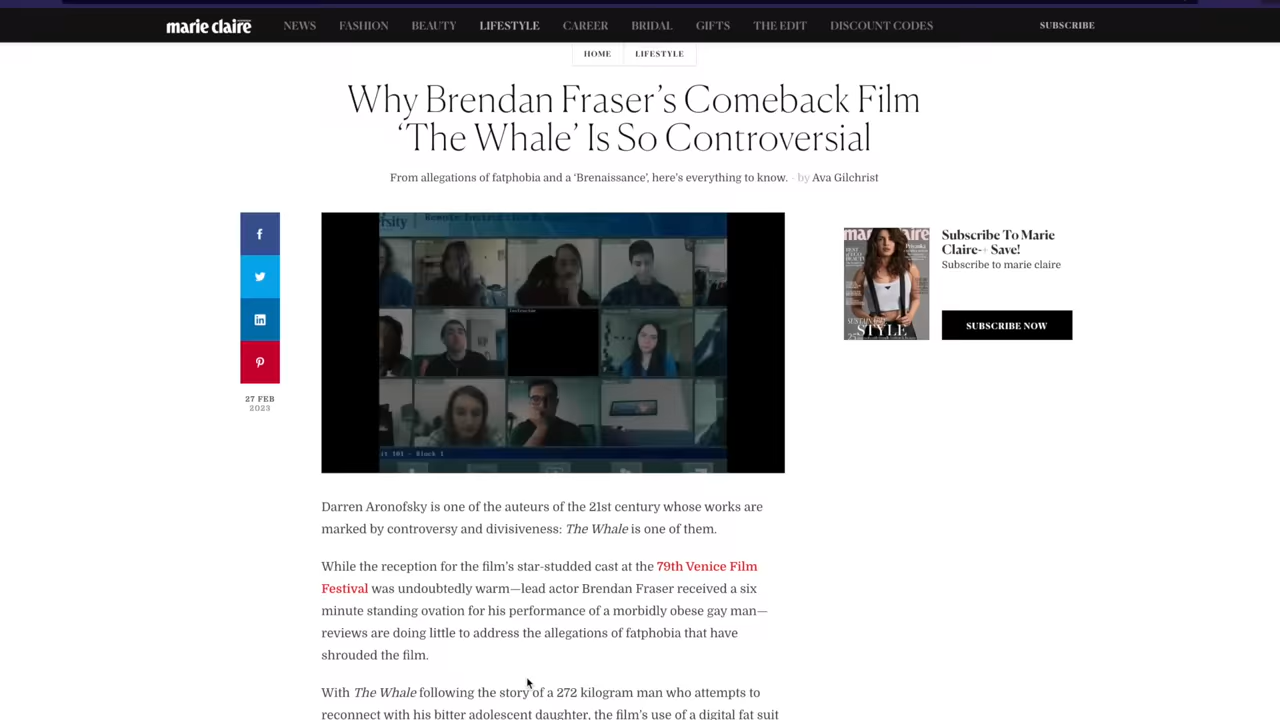 marie claire
NEWS FASHION BEAUTY LIFESTYLE CAREER BRIDAL GIFTS THE EDIT DISCOUNT CODES SUBSCRIBE
HOME LIFESTYLE
Why Brendan Fraser’s Comeback Film
‘The Whale’ Is So Controversial
From allegations of fatphobia and a ‘Brenaissance’, here’s everything to know. - by Ava Gilchrist
27 FEB
2023
Instructor
Subscribe To Marie
Claire + Save!
Subscribe to marie claire
STYLE
SUBSCRIBE NOW
Darren Aronofsky is one of the auteurs of the 21st century whose works are
marked by controversy and divisiveness: The Whale is one of them.
While the reception for the film’s star-studded cast at the 79th Venice Film
Festival was undoubtedly warm—lead actor Brendan Fraser received a six
minute standing ovation for his performance of a morbidly obese gay man—
reviews are doing little to address the allegations of fatphobia that have
shrouded the film.
With The Whale following the story of a 272 kilogram man who attempts to
reconnect with his bitter adolescent daughter, the film’s use of a digital fat suit